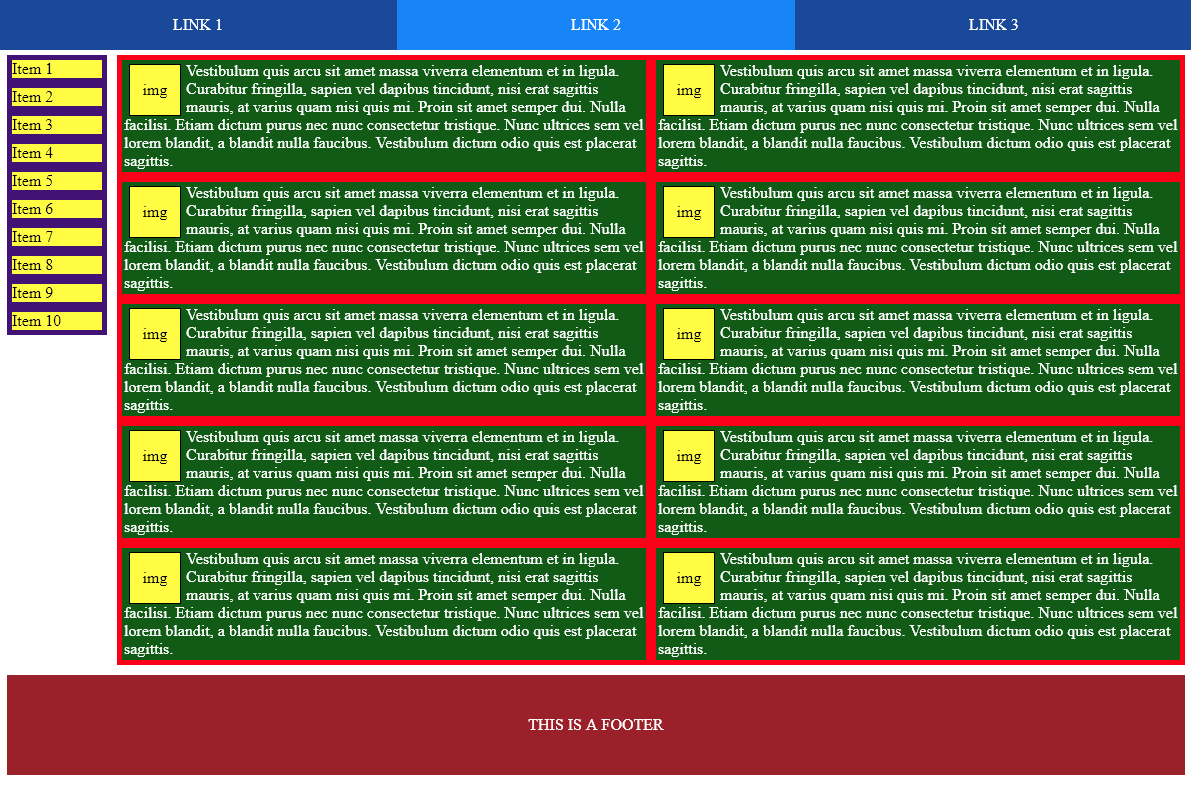 LINK 1
LINK 2
LINK 3
Item 1
Item 2
Item 3
Item 4
Item 5
Item 6
Item 7
Item 8
Item 9
Item 10
img
Vestibulum quis arcu sit amet massa viverra elementum et in ligula.
Curabitur fringilla, sapien vel dapibus tincidunt, nisi erat sagittis
mauris, at varius quam nisi quis mi. Proin sit amet semper dui. Nulla
facilisi. Etiam dictum purus nec nunc consectetur tristique. Nunc ultrices sem vel
lorem blandit, a blandit nulla faucibus. Vestibulum dictum odio quis est placerat
sagittis.
img
Vestibulum quis arcu sit amet massa viverra elementum et in ligula.
Curabitur fringilla, sapien vel dapibus tincidunt, nisi erat sagittis
mauris, at varius quam nisi quis mi. Proin sit amet semper dui. Nulla
facilisi. Etiam dictum purus nec nunc consectetur tristique. Nunc ultrices sem vel
lorem blandit, a blandit nulla faucibus. Vestibulum dictum odio quis est placerat
sagittis.
img
Vestibulum quis arcu sit amet massa viverra elementum et in ligula.
Curabitur fringilla, sapien vel dapibus tincidunt, nisi erat sagittis
mauris, at varius quam nisi quis mi. Proin sit amet semper dui. Nulla
facilisi. Etiam dictum purus nec nunc consectetur tristique. Nunc ultrices sem vel
lorem blandit, a blandit nulla faucibus. Vestibulum dictum odio quis est placerat
sagittis.
img
Vestibulum quis arcu sit amet massa viverra elementum et in ligula.
Curabitur fringilla, sapien vel dapibus tincidunt, nisi erat sagittis
mauris, at varius quam nisi quis mi. Proin sit amet semper dui. Nulla
facilisi. Etiam dictum purus nec nunc consectetur tristique. Nunc ultrices sem vel
lorem blandit, a blandit nulla faucibus. Vestibulum dictum odio quis est placerat
sagittis.
img
Vestibulum quis arcu sit amet massa viverra elementum et in ligula.
Curabitur fringilla, sapien vel dapibus tincidunt, nisi erat sagittis
mauris, at varius quam nisi quis mi. Proin sit amet semper dui. Nulla
facilisi. Etiam dictum purus nec nunc consectetur tristique. Nunc ultrices sem vel
lorem blandit, a blandit nulla faucibus. Vestibulum dictum odio quis est placerat
sagittis.
img
Vestibulum quis arcu sit amet massa viverra elementum et in ligula.
Curabitur fringilla, sapien vel dapibus tincidunt, nisi erat sagittis
mauris, at varius quam nisi quis mi. Proin sit amet semper dui. Nulla
facilisi. Etiam dictum purus nec nunc consectetur tristique. Nunc ultrices sem vel
lorem blandit, a blandit nulla faucibus. Vestibulum dictum odio quis est placerat
sagittis.
img
Vestibulum quis arcu sit amet massa viverra elementum et in ligula.
Curabitur fringilla, sapien vel dapibus tincidunt, nisi erat sagittis
mauris, at varius quam nisi quis mi. Proin sit amet semper dui. Nulla
facilisi. Etiam dictum purus nec nunc consectetur tristique. Nunc ultrices sem vel
lorem blandit, a blandit nulla faucibus. Vestibulum dictum odio quis est placerat
sagittis.
img
Vestibulum quis arcu sit amet massa viverra elementum et in ligula.
Curabitur fringilla, sapien vel dapibus tincidunt, nisi erat sagittis
mauris, at varius quam nisi quis mi. Proin sit amet semper dui. Nulla
facilisi. Etiam dictum purus nec nunc consectetur tristique. Nunc ultrices sem vel
lorem blandit, a blandit nulla faucibus. Vestibulum dictum odio quis est placerat
sagittis.
img
Vestibulum quis arcu sit amet massa viverra elementum et in ligula.
Curabitur fringilla, sapien vel dapibus tincidunt, nisi erat sagittis
mauris, at varius quam nisi quis mi. Proin sit amet semper dui. Nulla
facilisi. Etiam dictum purus nec nunc consectetur tristique. Nunc ultrices sem vel
lorem blandit, a blandit nulla faucibus. Vestibulum dictum odio quis est placerat
sagittis.
img
Vestibulum quis arcu sit amet massa viverra elementum et in ligula.
Curabitur fringilla, sapien vel dapibus tincidunt, nisi erat sagittis
mauris, at varius quam nisi quis mi. Proin sit amet semper dui. Nulla
facilisi. Etiam dictum purus nec nunc consectetur tristique. Nunc ultrices sem vel
lorem blandit, a blandit nulla faucibus. Vestibulum dictum odio quis est placerat
sagittis.
THIS IS A FOOTER